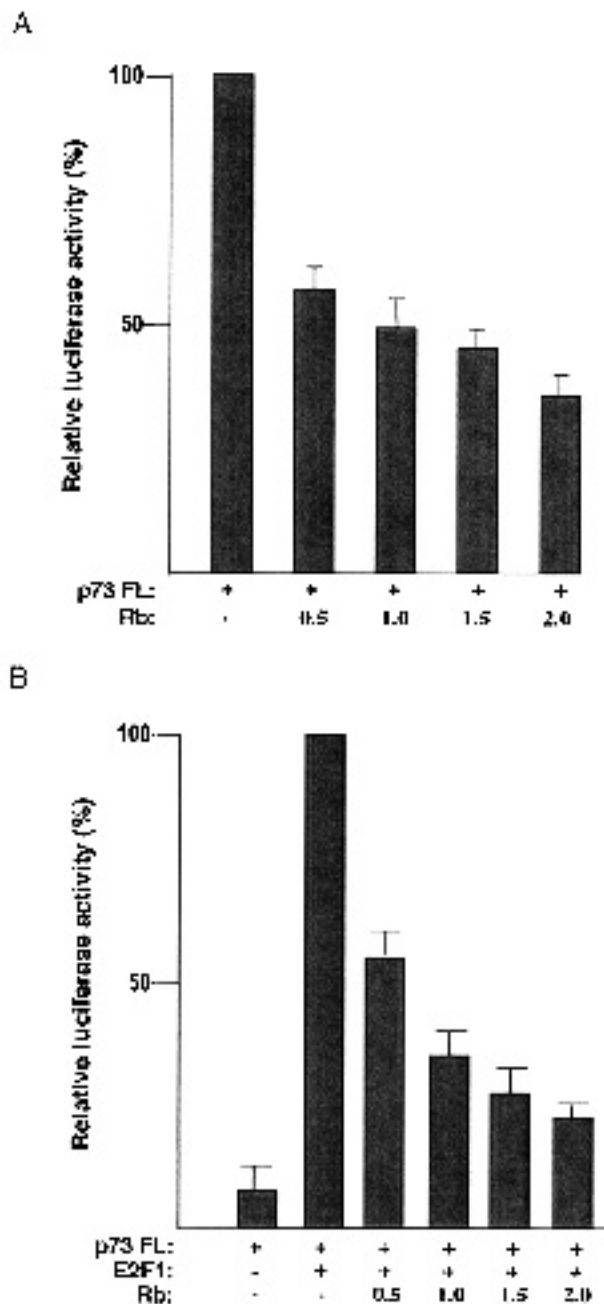 A
100
50
Relative luciferase activity (%)
p73 FL: + + + + +
Rb: - 0.5 1.0 1.5 2.0
B
100
50
Relative luciferase activity (%)
p73 FL: + + + + + +
E2F1: - + + + + +
Rb: - - 0.5 1.0 1.5 2.0